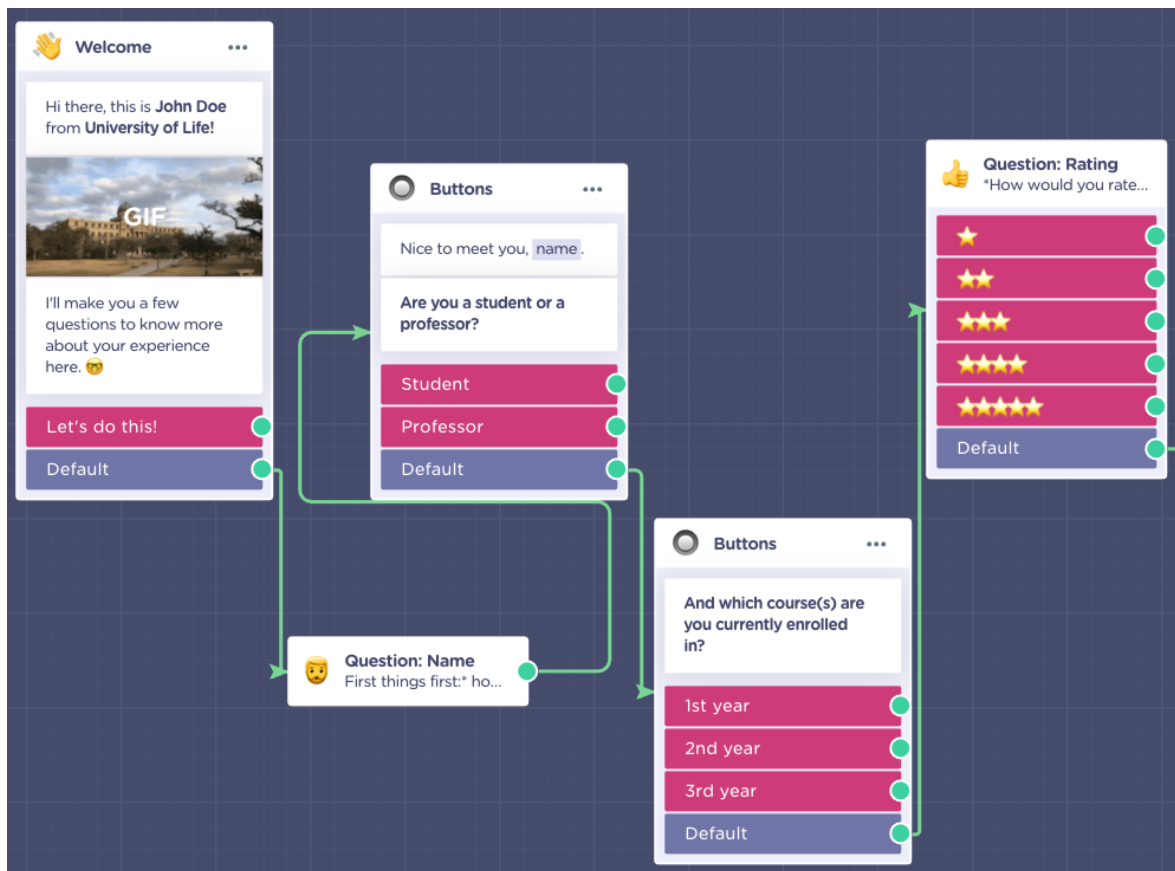 Welcome
Hi there, this is John Doe
from University of Life!
GIF
I'll make you a few
questions to know more
about your experience
here. 🤓
Let's do this!
Default
Question: Name
First things first:* ho...
Buttons
Nice to meet you, name.
Are you a student or a
professor?
Student
Professor
Default
Buttons
And which course(s) are
you currently enrolled
in?
1st year
2nd year
3rd year
Default
Question: Rating
*How would you rate...
⭐
⭐⭐
⭐⭐⭐
⭐⭐⭐⭐
⭐⭐⭐⭐⭐
Default